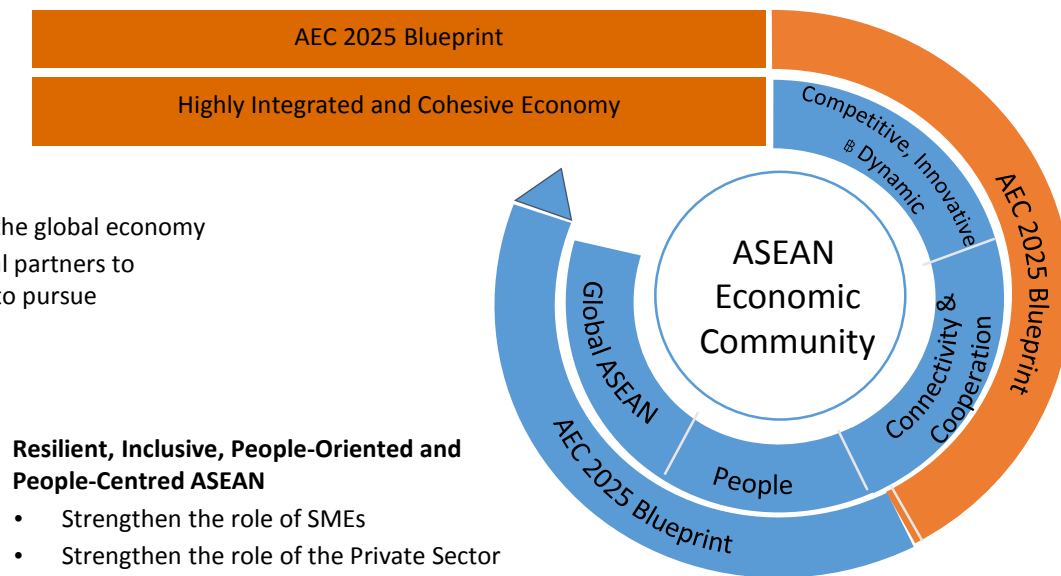 AEC 2025 Blueprint
Highly Integrated and Cohesive Economy
Competitive, Innovative
& Dynamic
AEC 2025 Blueprint
the global economy
l partners to
to pursue
ASEAN
Economic
Community
Global ASEAN
Connectivity &
Cooperation
People
AEC 2025 Blueprint
Resilient, Inclusive, People-Oriented and
People-Centred ASEAN
• Strengthen the role of SMEs
• Strengthen the role of the Private Sector